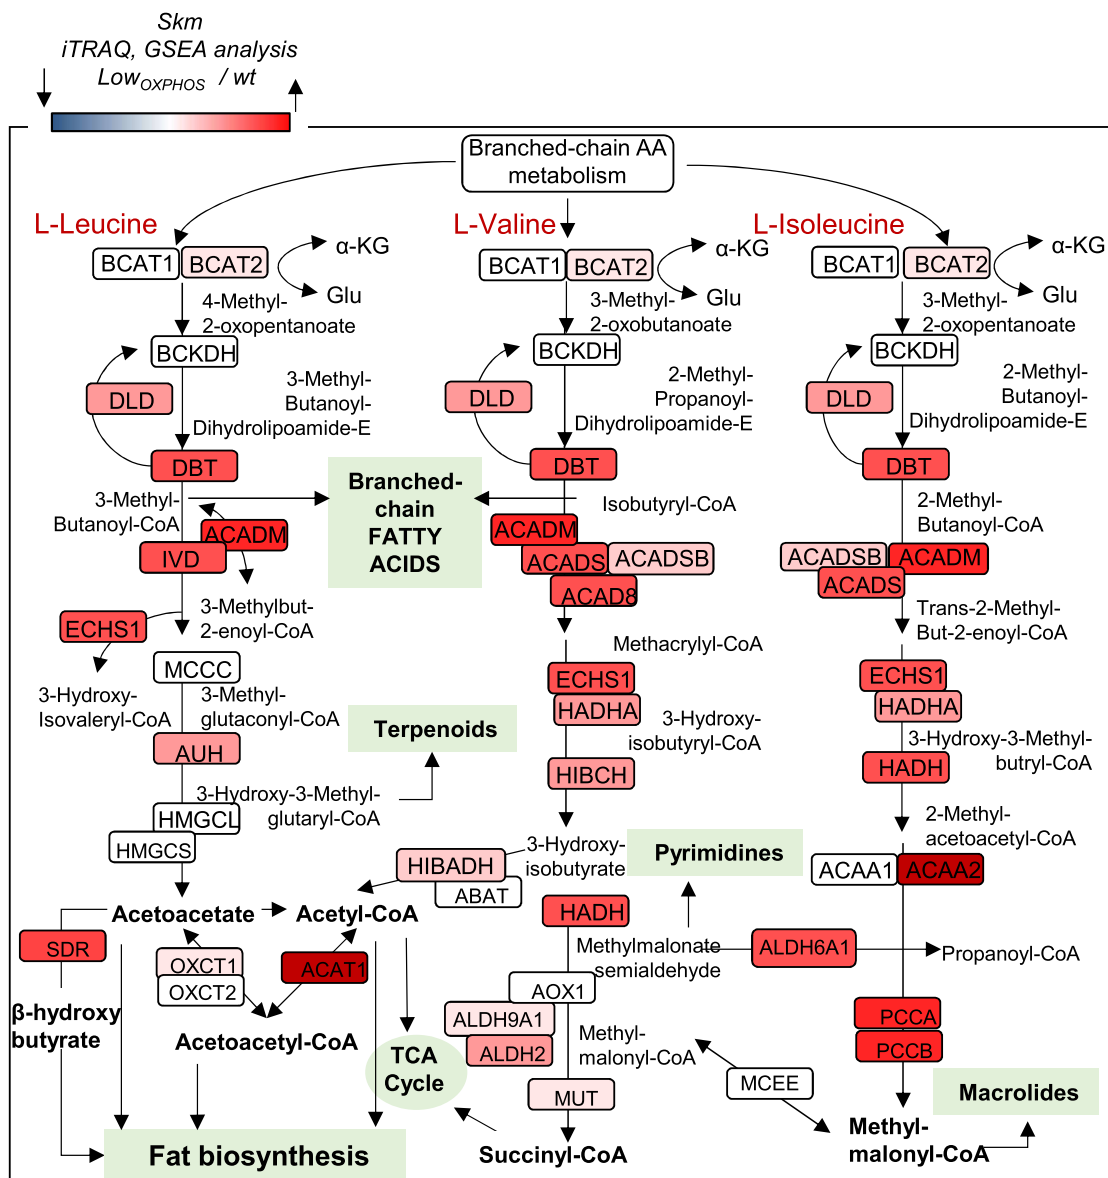 Skm
iTRAQ, GSEA analysis
Low OXPHOS / wt
Branched-chain AA
metabolism
L-Leucine
L-Valine
L-Isoleucine
BCAT1
BCAT2
α-KG
Glu
BCAT1
BCAT2
α-KG
Glu
BCAT1
BCAT2
α-KG
Glu
4-Methyl-
2-oxopentanoate
3-Methyl-
2-oxobutanoate
3-Methyl-
2-oxopentanoate
BCKDH
BCKDH
BCKDH
DLD
DLD
DLD
3-Methyl-
Butanoyl-
Dihydrolipoamide-E
2-Methyl-
Propanoyl-
Dihydrolipoamide-E
2-Methyl-
Butanoyl-
Dihydrolipoamide-E
DBT
DBT
DBT
3-Methyl-
Butanoyl-CoA
Branched-
chain
FATTY
ACIDS
Isobutyryl-CoA
2-Methyl-
Butanoyl-CoA
ACADM
IVD
ACADM
ACADS
ACADSB
ACAD8
ACADSB
ACADM
ACADS
3-Methylbut-
2-enoyl-CoA
ECHS1
3-Hydroxy-
Isovaleryl-CoA
Methacrylyl-CoA
Trans-2-Methyl-
But-2-enoyl-CoA
MCCC
3-Methyl-
glutaconyl-CoA
ECHS1
HADHA
3-Hydroxy-
isobutyryl-CoA
ECHS1
HADHA
3-Hydroxy-3-Methyl-
butryl-CoA
Terpenoids
AUH
HIBCH
HADH
3-Hydroxy-3-Methyl-
glutaryl-CoA
HMGCL
HMGCS
2-Methyl-
acetoacetyl-CoA
3-Hydroxy-
isobutyrate
Pyrimidines
HIBADH
ABAT
ACAA1
ACAA2
Acetoacetate
Acetyl-CoA
HADH
SDR
OXCT1
OXCT2
ACAT1
Methylmalonate
semialdehyde
ALDH6A1
Propanoyl-CoA
AOX1
β-hydroxy
butyrate
Acetoacetyl-CoA
ALDH9A1
ALDH2
Methyl-
malonyl-CoA
PCCA
PCCB
TCA
Cycle
MCEE
MUT
Macrolides
Fat biosynthesis
Succinyl-CoA
Methyl-
malonyl-CoA